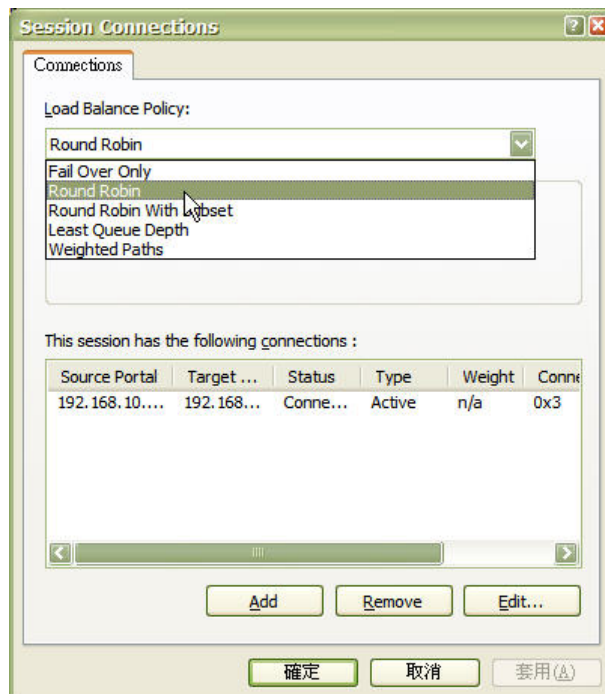 Session Connections
Connections
Load Balance Policy:
Round Robin
Fail Over Only
Round Robin
Round Robin With Subset
Least Queue Depth
Weighted Paths
This session has the following connections :
Source Portal Target ... Status Type Weight Conne
192.168.10.... 192.168... Conne... Active n/a 0x3
Add Remove Edit...
確定 取消 套用(A)